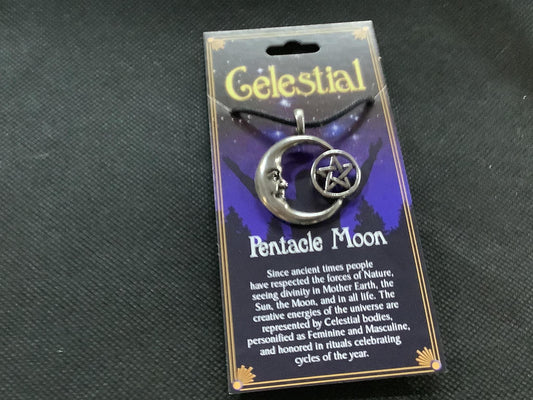 Celestial
Pentacle Moon
Since ancient times people
have respected the forces of Nature,
seeing divinity in Mother Earth, the
Sun, the Moon, and in all life. The
creative energies of the universe are
represented by Celestial bodies,
personified as Feminine and Masculine,
and honored in rituals celebrating
cycles of the year.